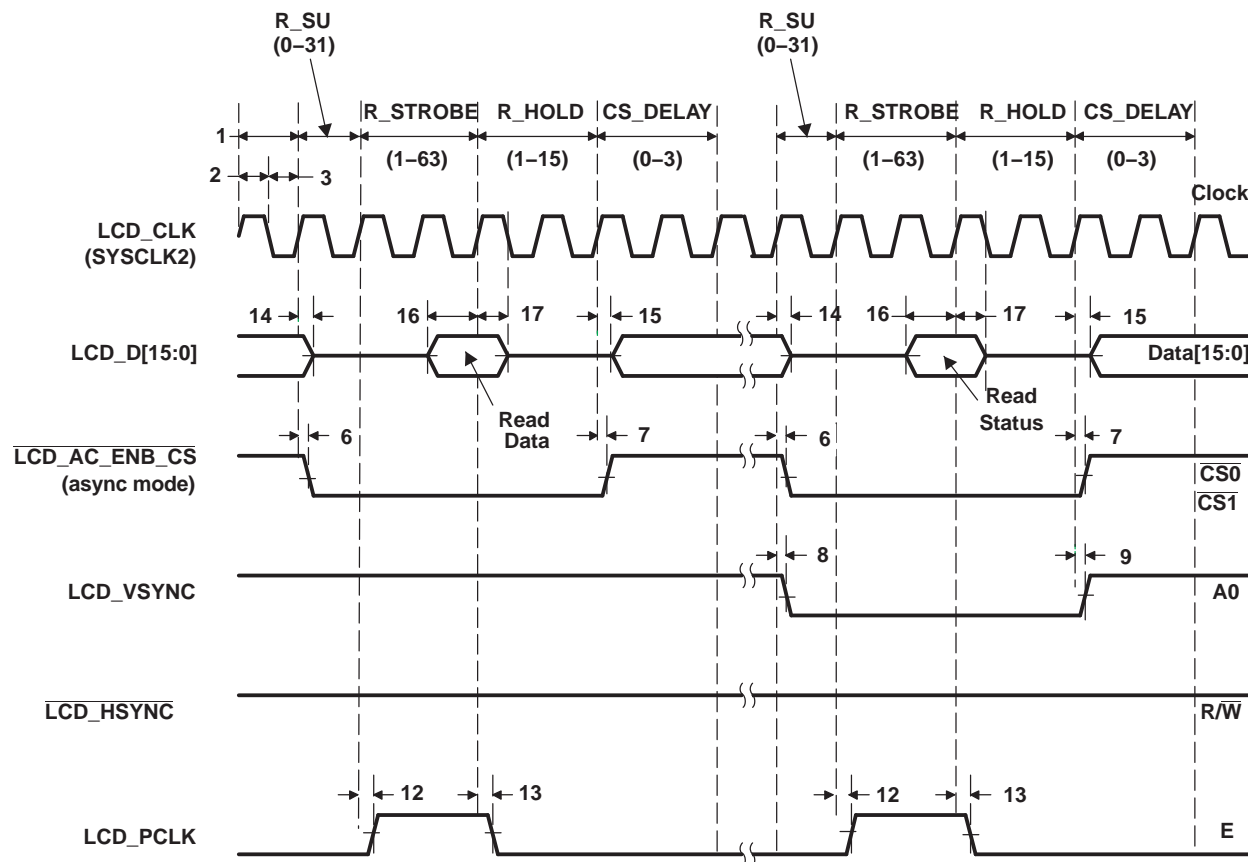 R_SU
(0–31)
R_SU
(0–31)
R_STROBE
R_HOLD
CS_DELAY
R_STROBE
R_HOLD
CS_DELAY
1
(1–63)
(1–15)
(0–3)
(1–63)
(1–15)
(0–3)
2
3
Clock
LCD_CLK
(SYSCLK2)
14
16
17
15
14
16
17
15
LCD_D[15:0]
Data[15:0]
Read
Data
Read
Status
6
7
6
7
LCD_AC_ENB_CS
(async mode)
CS0
CS1
8
9
LCD_VSYNC
A0
LCD_HSYNC
R/W
12
13
12
13
LCD_PCLK
E